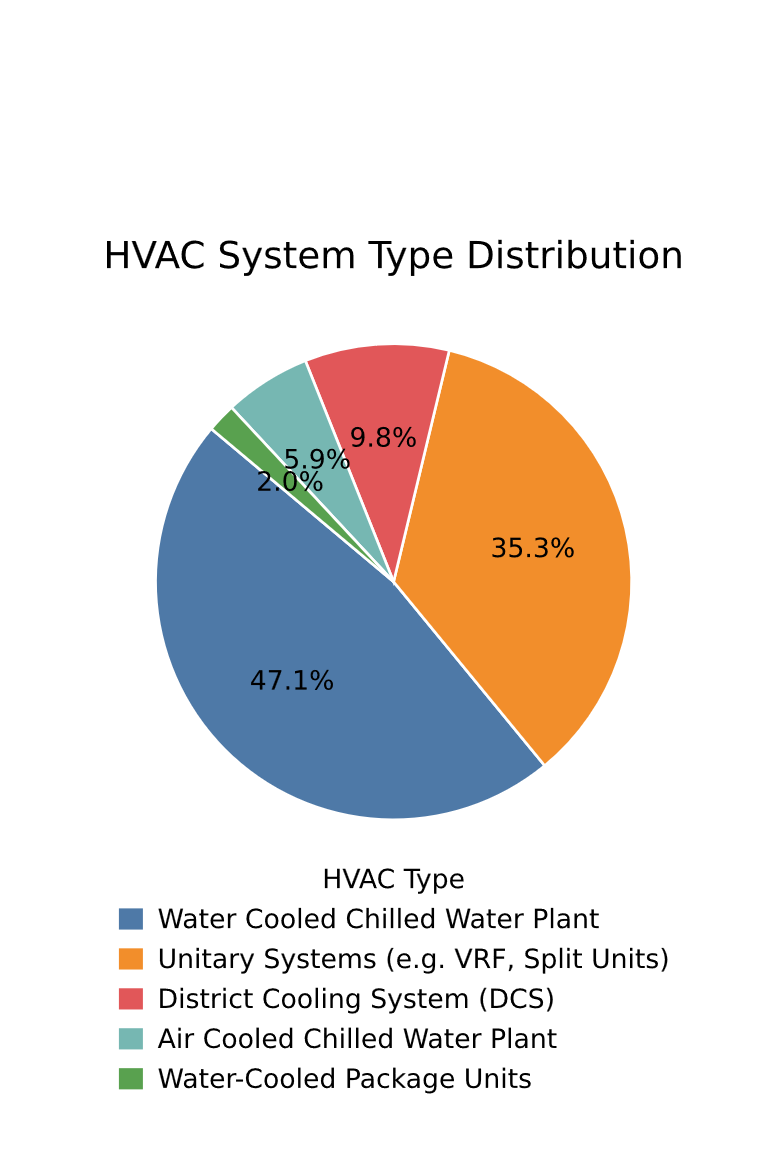 HVAC System Type Distribution
9.8%
5.9%
2.0%
35.3%
47.1%
HVAC Type
Water Cooled Chilled Water Plant
Unitary Systems (e.g. VRF, Split Units)
District Cooling System (DCS)
Air Cooled Chilled Water Plant
Water-Cooled Package Units